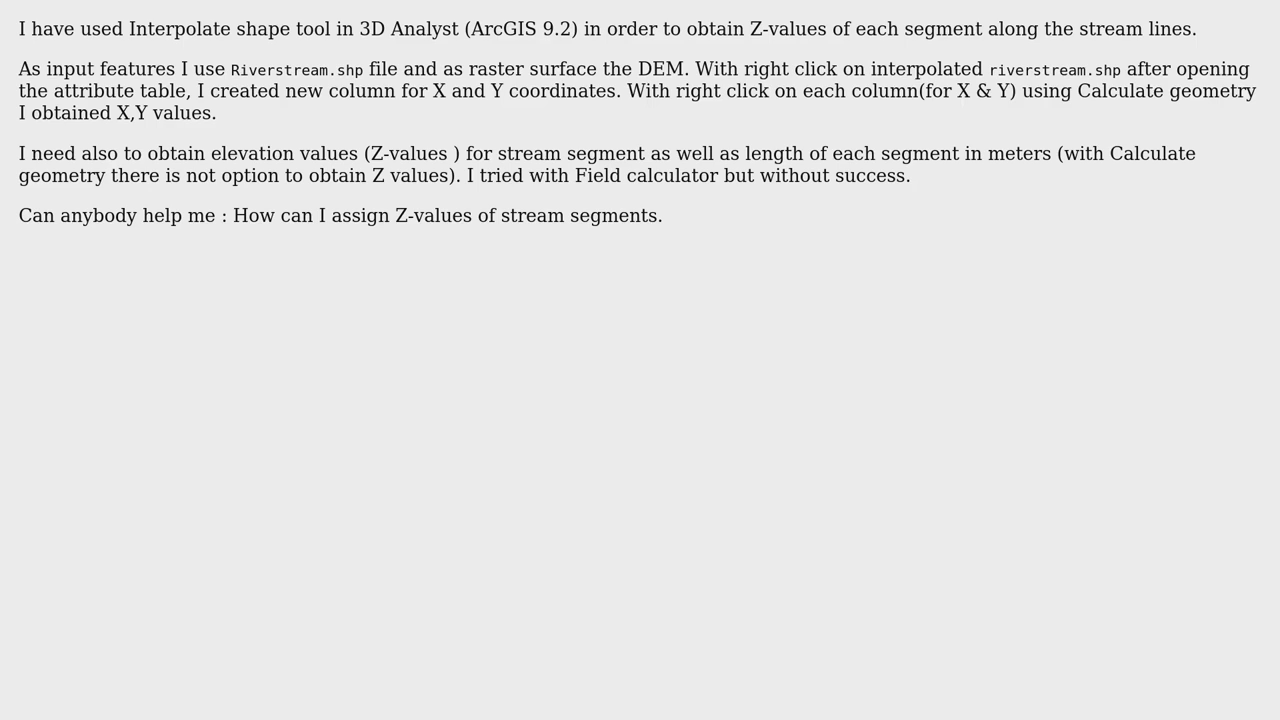 I have used Interpolate shape tool in 3D Analyst (ArcGIS 9.2) in order to obtain Z-values of each segment along the stream lines.
As input features I use Riverstream.shp file and as raster surface the DEM. With right click on interpolated riverstream.shp after opening
the attribute table, I created new column for X and Y coordinates. With right click on each column(for X & Y) using Calculate geometry
I obtained X,Y values.
I need also to obtain elevation values (Z-values ) for stream segment as well as length of each segment in meters (with Calculate
geometry there is not option to obtain Z values). I tried with Field calculator but without success.
Can anybody help me : How can I assign Z-values of stream segments.